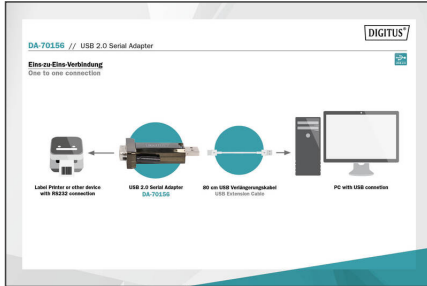 DIGITUS®
DA-70156 // USB 2.0 Serial Adapter
Eins-zu-Eins-Verbindung
One to one connection
Label Printer or other device
with RS232 connection
USB 2.0 Serial Adapter
DA-70156
80 cm USB Verlängerungskabel
USB Extension Cable
PC with USB connetion